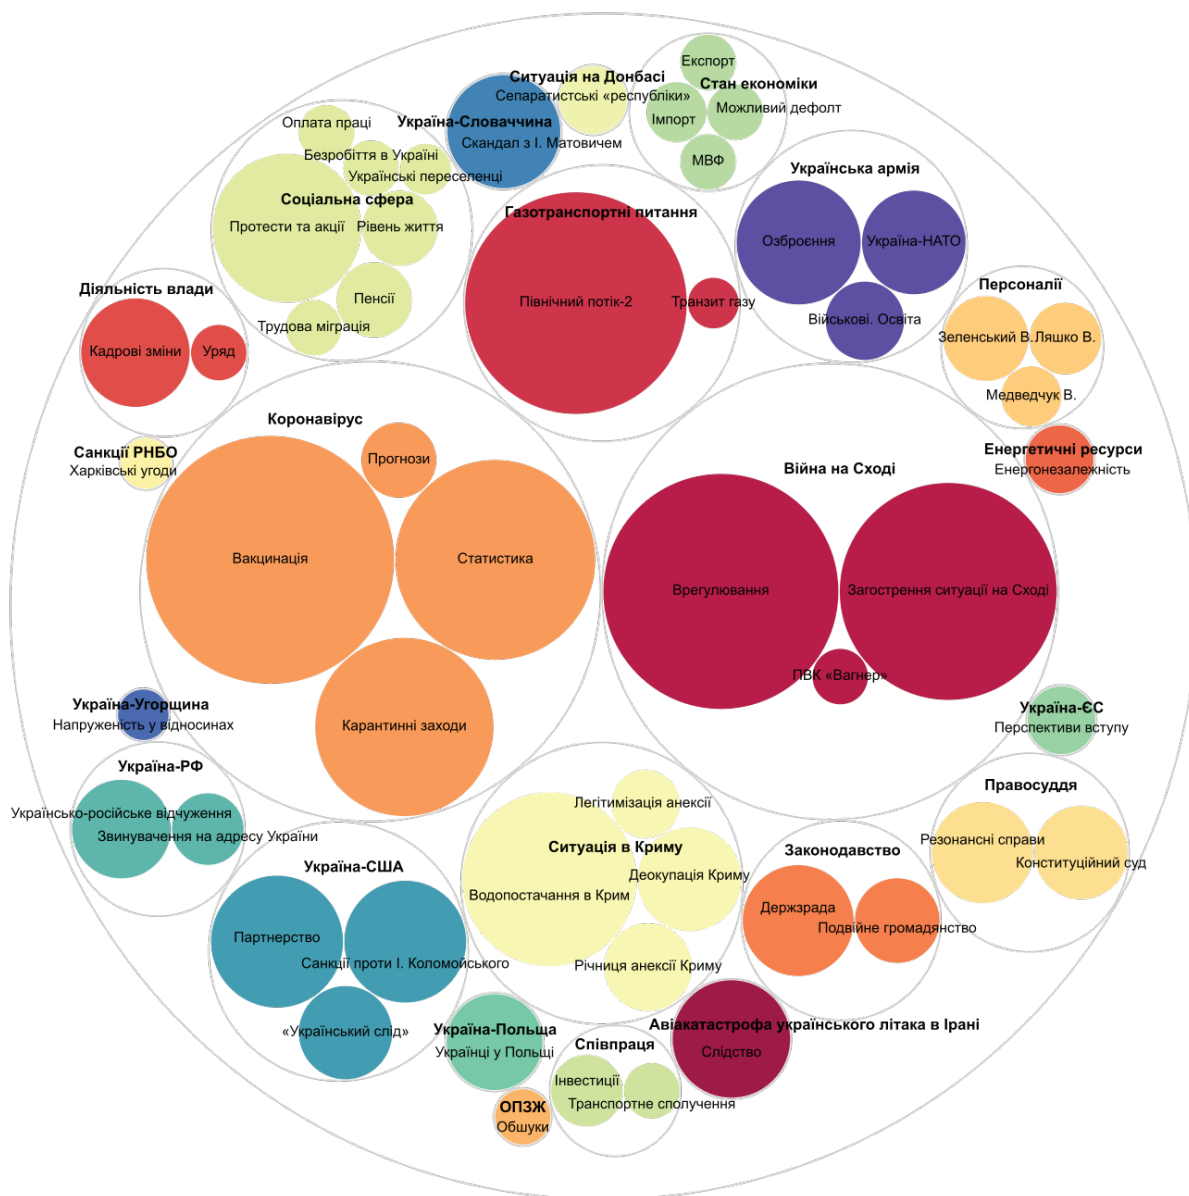 Експорт
Ситуація на Донбасі
Сепаратистські «республіки»
Стан економіки
Можливий дефолт
Імпорт
МВФ
Україна-Словаччина
Скандал з І. Матовичем
Оплата праці
Безробіття в Україні
Українські переселенці
Соціальна сфера
Протести та акції
Рівень життя
Пенсії
Трудова міграція
Газотранспортні питання
Північний потік-2
Транзит газу
Українська армія
Озброєння
Україна-НАТО
Військові. Освіта
Діяльність влади
Кадрові зміни
Уряд
Персоналії
Зеленський В.
Ляшко В.
Медведчук В.
Санкції РНБО
Харківські угоди
Коронавірус
Прогнози
Вакцинація
Статистика
Карантинні заходи
Війна на Сході
Врегулювання
Загострення ситуації на Сході
ПВК «Вагнер»
Енергетичні ресурси
Енергонезалежність
Україна-Угорщина
Напруженість у відносинах
Україна-ЄС
Перспективи вступу
Україна-РФ
Українсько-російське відчуження
Звинувачення на адресу України
Легітимізація анексії
Ситуація в Криму
Деокупація Криму
Водопостачання в Крим
Річниця анексії Криму
Правосуддя
Резонансні справи
Конституційний суд
Законодавство
Держзрада
Подвійне громадянство
Україна-США
Партнерство
Санкції проти І. Коломойського
«Український слід»
Україна-Польща
Українці у Польщі
Авіакатастрофа українського літака в Ірані
Слідство
Співпраця
Інвестиції
Транспортне сполучення
ОПЗЖ
Обшуки